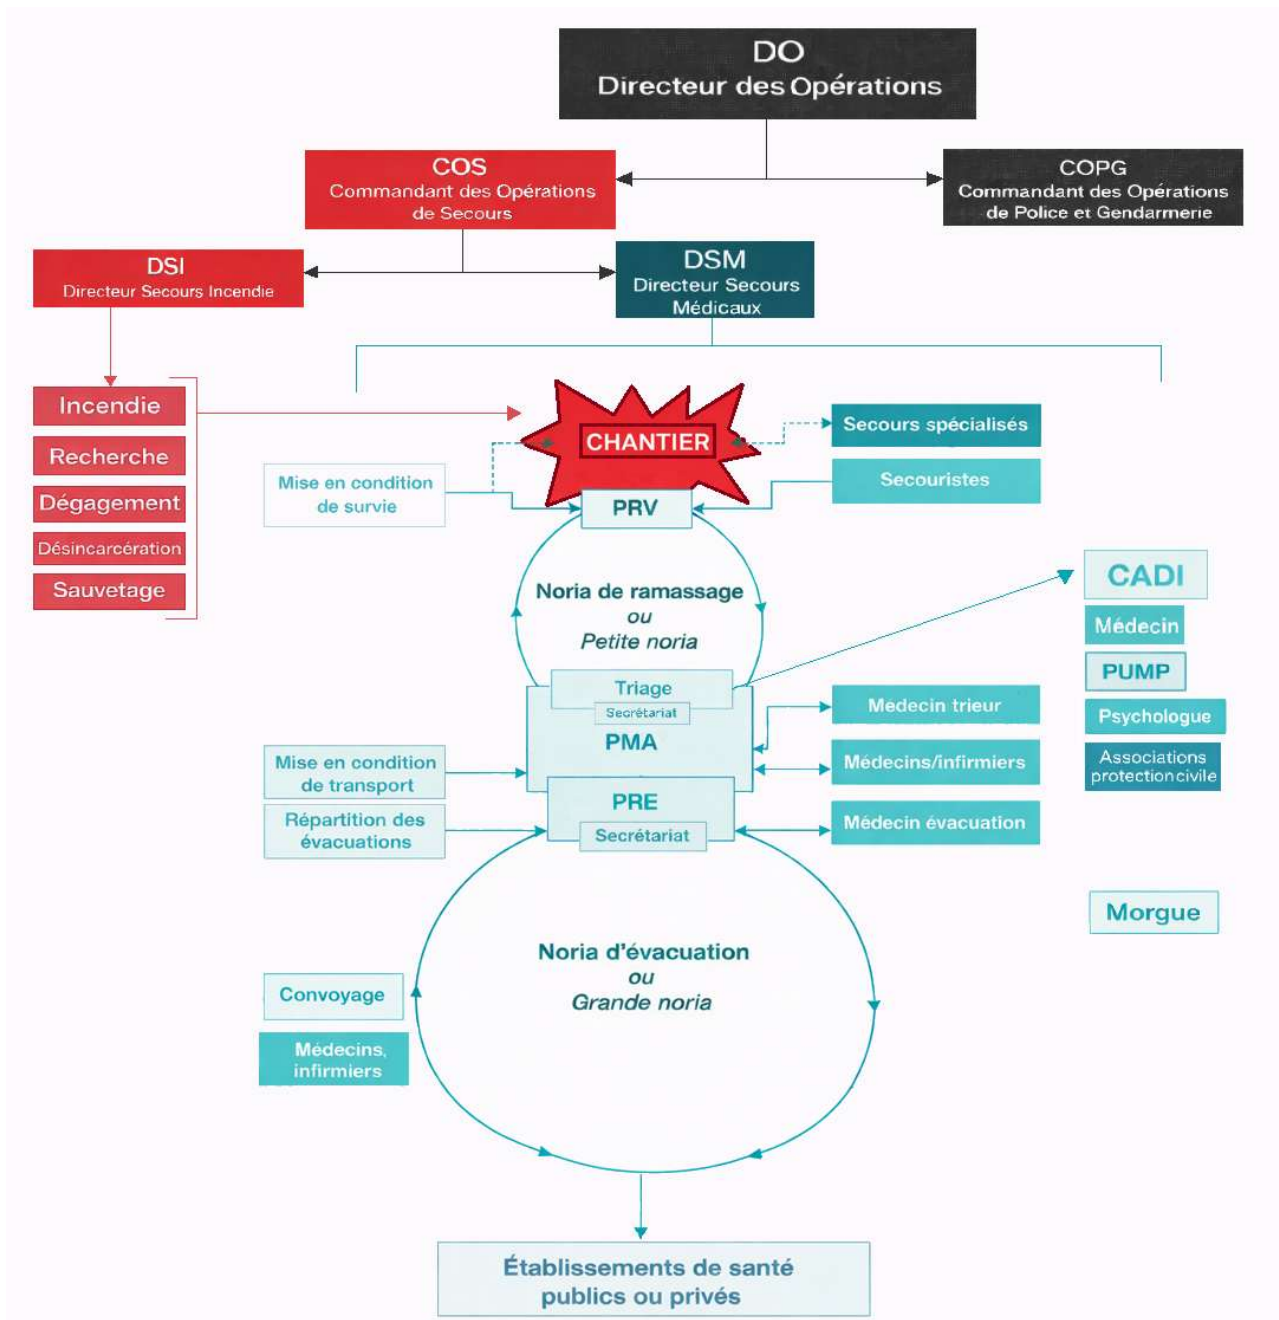 DO
Directeur des Opérations
COS
Commandant des Opérations
de Secours
COPG
Commandant des Opérations
de Police et Gendarmerie
DSI
Directeur Secours Incendie
DSM
Directeur Secours
Médicaux
Incendie
Recherche
Dégagement
Désincarcération
Sauvetage
CHANTIER
Secours spécialisés
Mise en condition
de survie
Secouristes
PRV
Noria de ramassage
ou
Petite noria
CADI
Médecin
PUMP
Psychologue
Associations
protection civile
Triage
Secrétariat
PMA
Médecin trieur
Mise en condition
de transport
Médecins/infirmiers
PRE
Secrétariat
Répartition des
évacuations
Médecin évacuation
Morgue
Noria d'évacuation
ou
Grande noria
Convoyage
Médecins,
infirmiers
Établissements de santé
publics ou privés